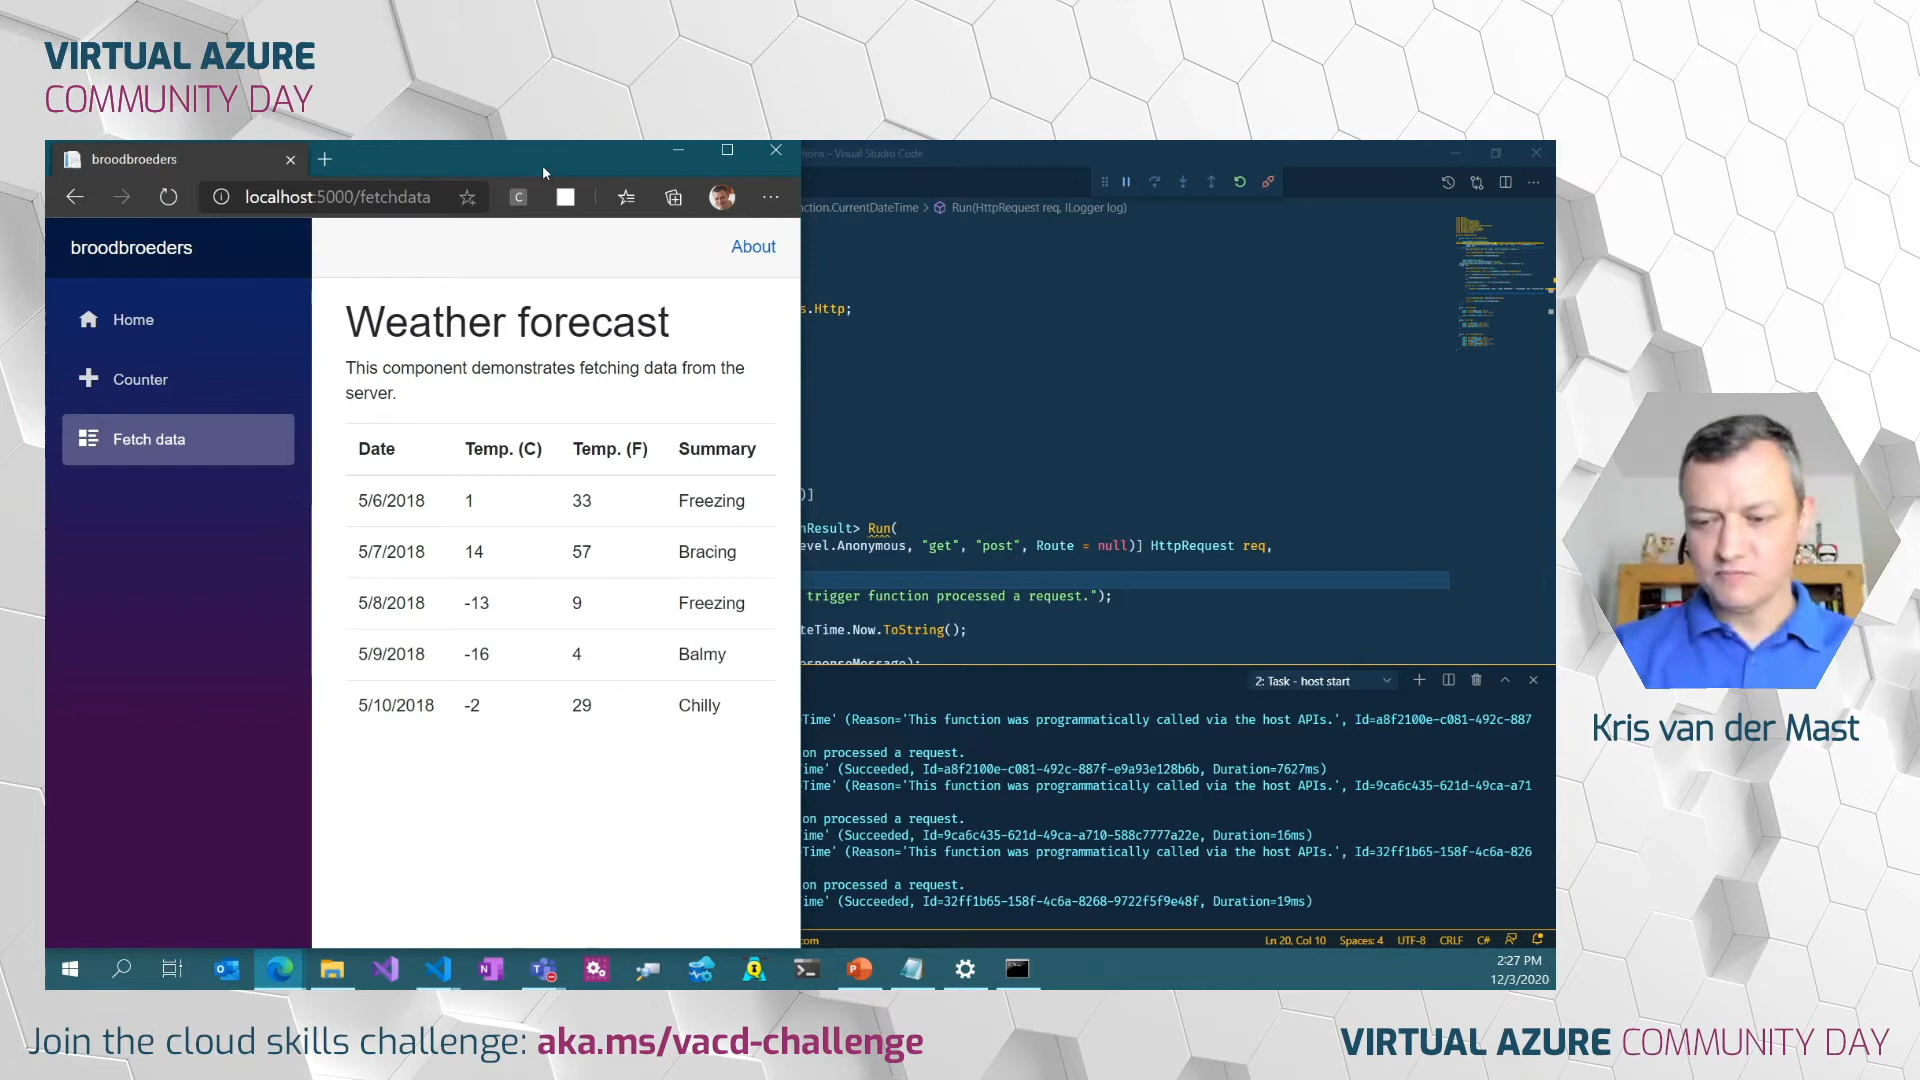 VIRTUAL AZURE
COMMUNITY DAY
broodbroeders
localhost:5000/fetchdata
C
broodbroeders
About
Home
Counter
Fetch data
Weather forecast
This component demonstrates fetching data from the
server.
Date Temp. (C) Temp. (F) Summary
5/6/2018 1 33 Freezing
5/7/2018 14 57 Bracing
5/8/2018 -13 9 Freezing
5/9/2018 -16 4 Balmy
5/10/2018 -2 29 Chilly
tions - Visual Studio Code
ction.CurrentDateTime > Run(HttpRequest req, ILogger log)
s.Http;
)]
nResult> Run(
evel.Anonymous, "get", "post", Route = null)] HttpRequest req,
trigger function processed a request.");
teTime.Now.ToString();
esponseMessage);
2: Task - host start
Time' (Reason='This function was programmatically called via the host APIs.', Id=a8f2100e-c081-492c-887
on processed a request.
ime' (Succeeded, Id=a8f2100e-c081-492c-887f-e9a93e128b6b, Duration=7627ms)
Time' (Reason='This function was programmatically called via the host APIs.', Id=9ca6c435-621d-49ca-a71
on processed a request.
ime' (Succeeded, Id=9ca6c435-621d-49ca-a710-588c7777a22e, Duration=16ms)
Time' (Reason='This function was programmatically called via the host APIs.', Id=32ff1b65-158f-4c6a-826
on processed a request.
ime' (Succeeded, Id=32ff1b65-158f-4c6a-8268-9722f5f9e48f, Duration=19ms)
com
Ln 20, Col 10 Spaces: 4 UTF-8 CRLF C#
2:27 PM
12/3/2020
Kris van der Mast
Join the cloud skills challenge: aka.ms/vacd-challenge
VIRTUAL AZURE COMMUNITY DAY